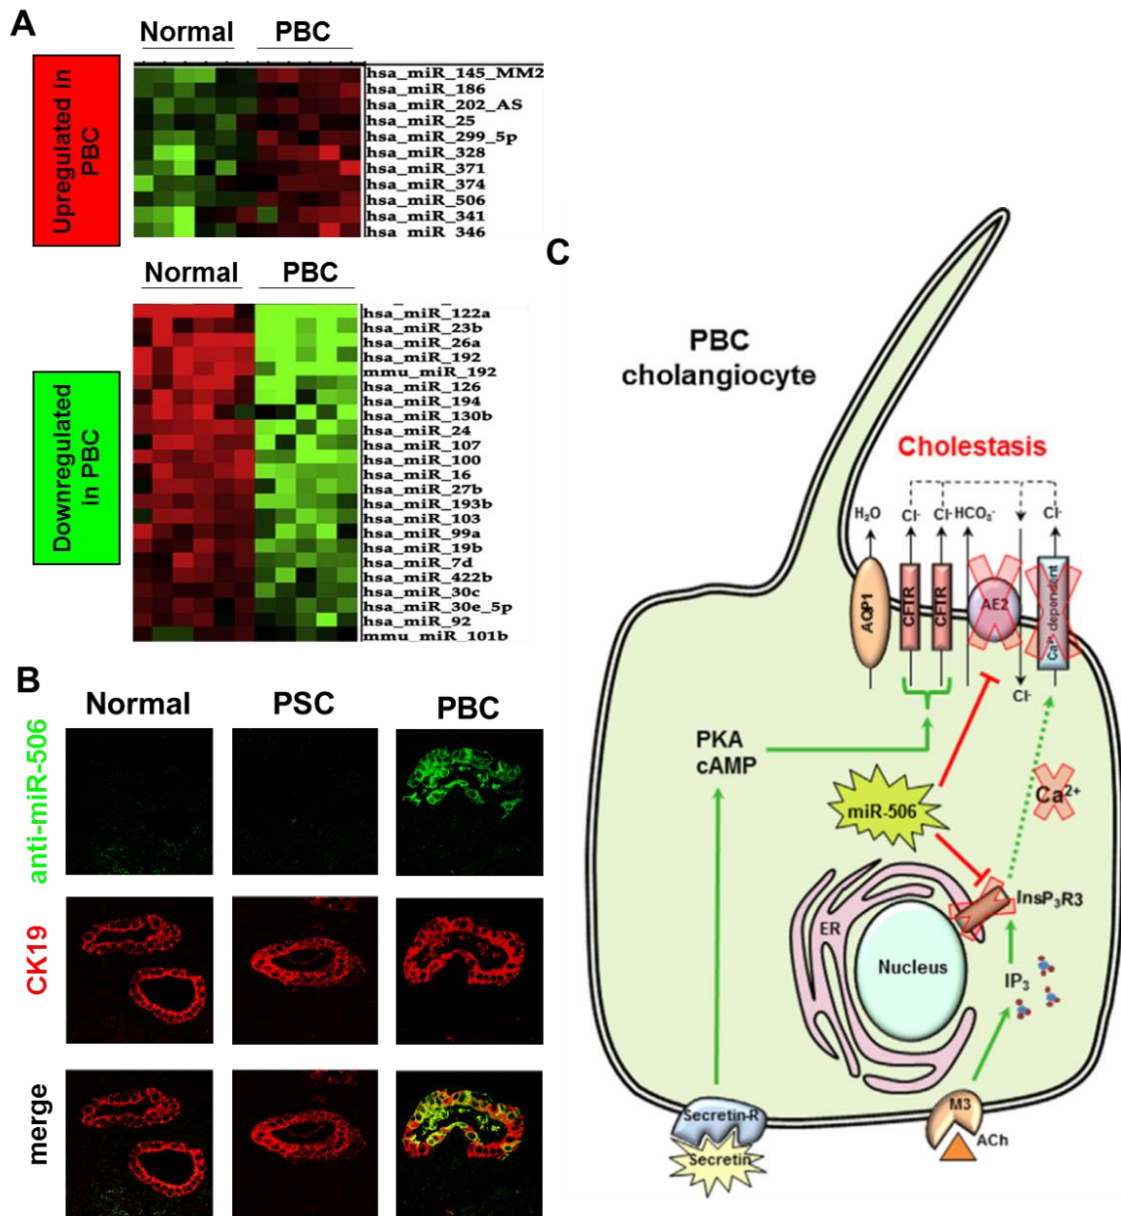 A
Normal PBC
Upregulated in
PBC
hsa_miR_145_MM2
hsa_miR_186
hsa_miR_202_AS
hsa_miR_25
hsa_miR_299_5p
hsa_miR_328
hsa_miR_371
hsa_miR_374
hsa_miR_506
hsa_miR_341
hsa_miR_346
Normal PBC
Downregulated
in PBC
hsa_miR_122a
hsa_miR_23b
hsa_miR_26a
hsa_miR_192
mmu_miR_192
hsa_miR_126
hsa_miR_194
hsa_miR_130b
hsa_miR_24
hsa_miR_107
hsa_miR_100
hsa_miR_16
hsa_miR_27b
hsa_miR_193b
hsa_miR_103
hsa_miR_99a
hsa_miR_19b
hsa_miR_7d
hsa_miR_422b
hsa_miR_30c
hsa_miR_30e_5p
hsa_miR_92
mmu_miR_101b
B
Normal PSC PBC
anti-miR-506
CK19
merge
C
PBC
cholangiocyte
Cholestasis
H₂O Cl⁻ Cl⁻ HCO₃⁻ Cl⁻
AQP1
CFTR
CFTR
AE2
Ca²⁺ dependent
Cl⁻
PKA
cAMP
miR-506
Ca²⁺
InsP₃R3
ER
Nucleus
IP₃
Secretin-R
Secretin
M3
ACh